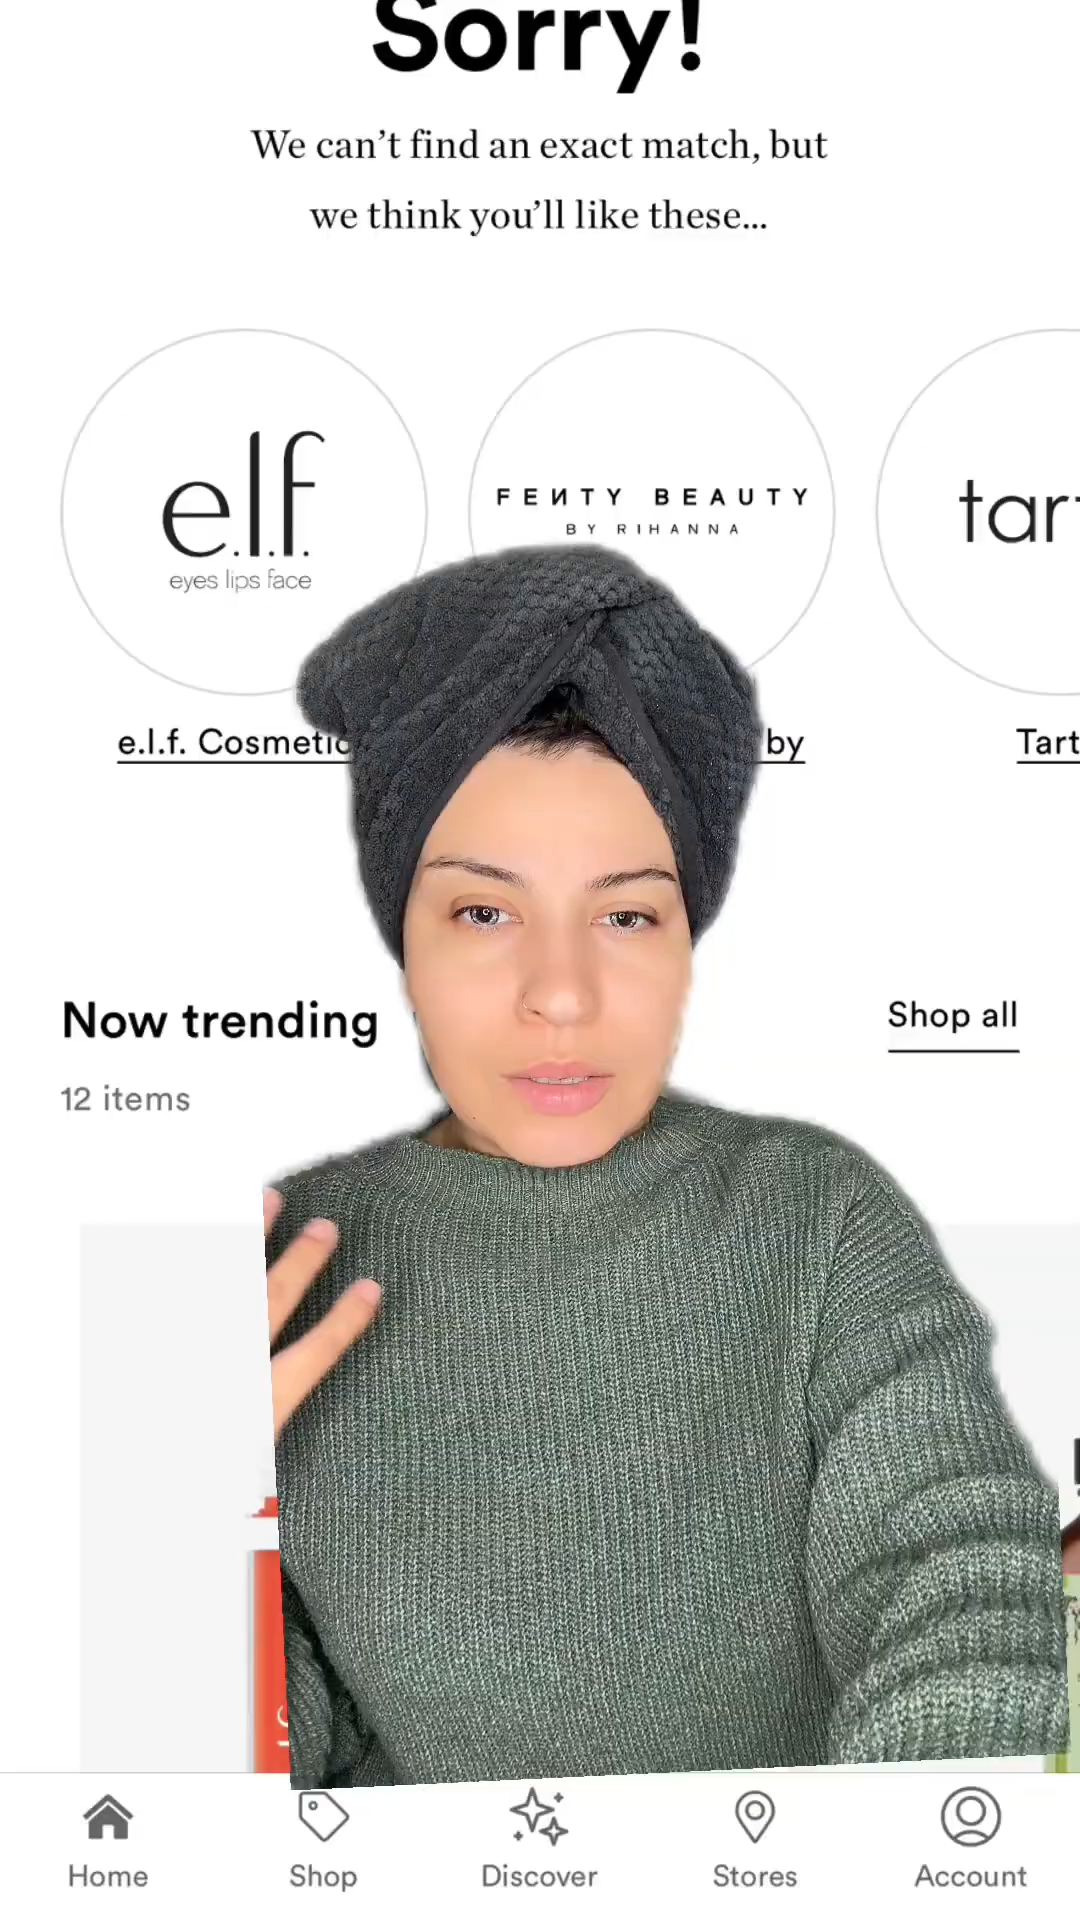 Sorry!
We can’t find an exact match, but
we think you’ll like these...
e.l.f.
eyes lips face
FENTY BEAUTY
BY RIHANNA
e.l.f. Cosmetic
by
Tart
Now trending
Shop all
12 items
Home
Shop
Discover
Stores
Account